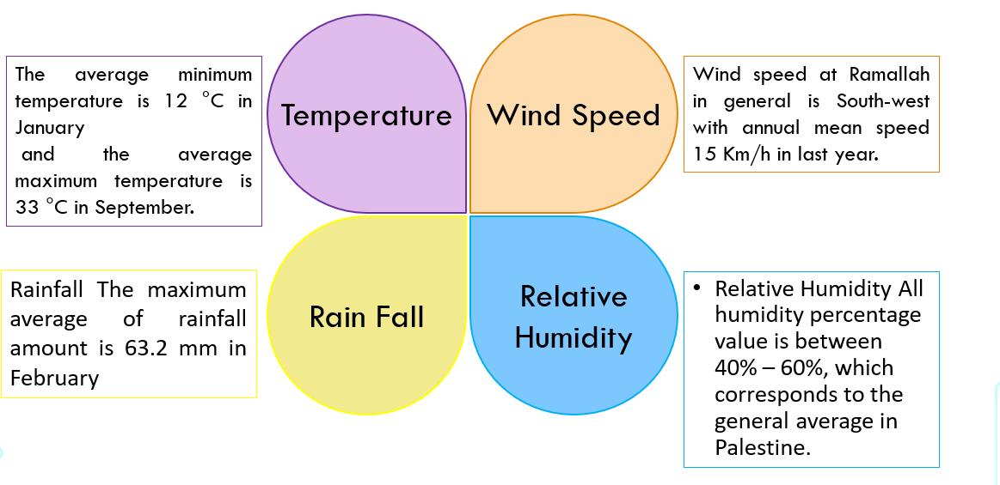 The average minimum
temperature is 12 °C in
January
and the average
maximum temperature is
33 °C in September.
Temperature
Wind Speed
Wind speed at Ramallah
in general is South-west
with annual mean speed
15 Km/h in last year.
Rainfall The maximum
average of rainfall
amount is 63.2 mm in
February
Rain Fall
Relative
Humidity
• Relative Humidity All
humidity percentage
value is between
40% – 60%, which
corresponds to the
general average in
Palestine.